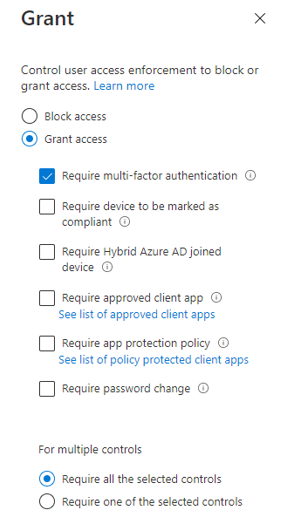 Grant
Control user access enforcement to block or
grant access. Learn more
Block access
Grant access
Require multi-factor authentication
Require device to be marked as
compliant
Require Hybrid Azure AD joined
device
Require approved client app
See list of approved client apps
Require app protection policy
See list of policy protected client apps
Require password change
For multiple controls
Require all the selected controls
Require one of the selected controls